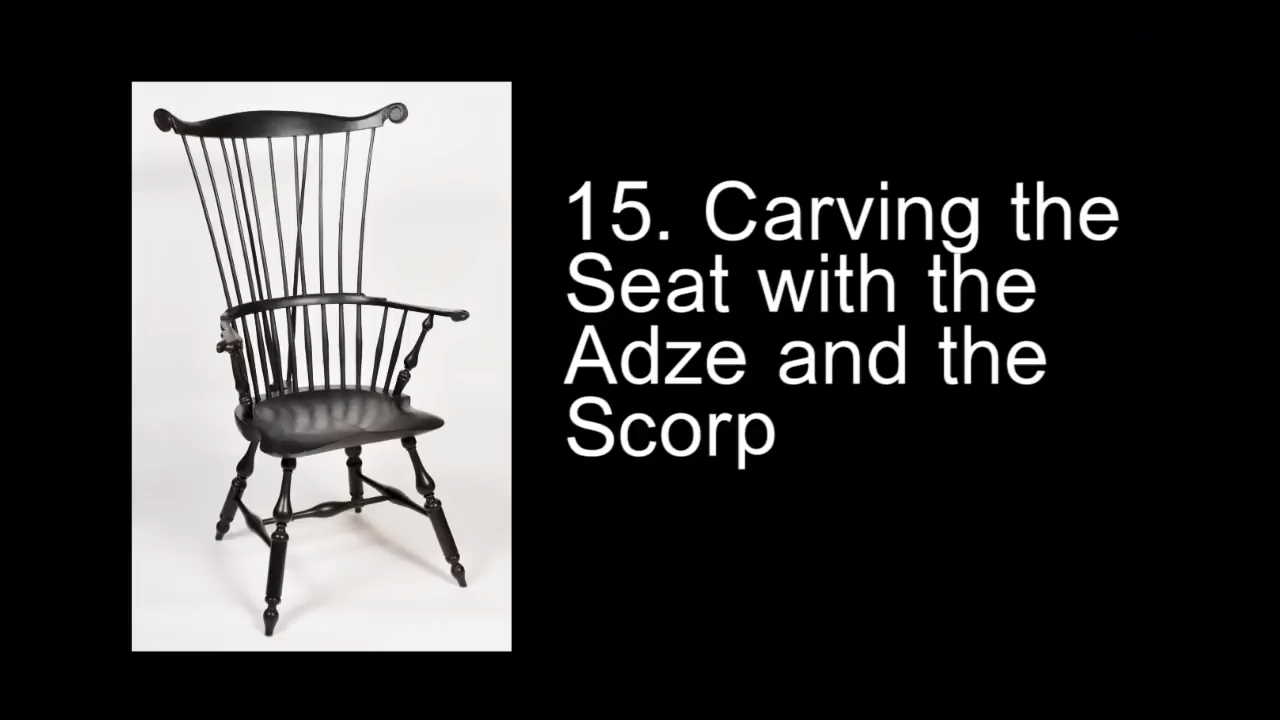 15. Carving the
Seat with the
Adze and the
Scorp